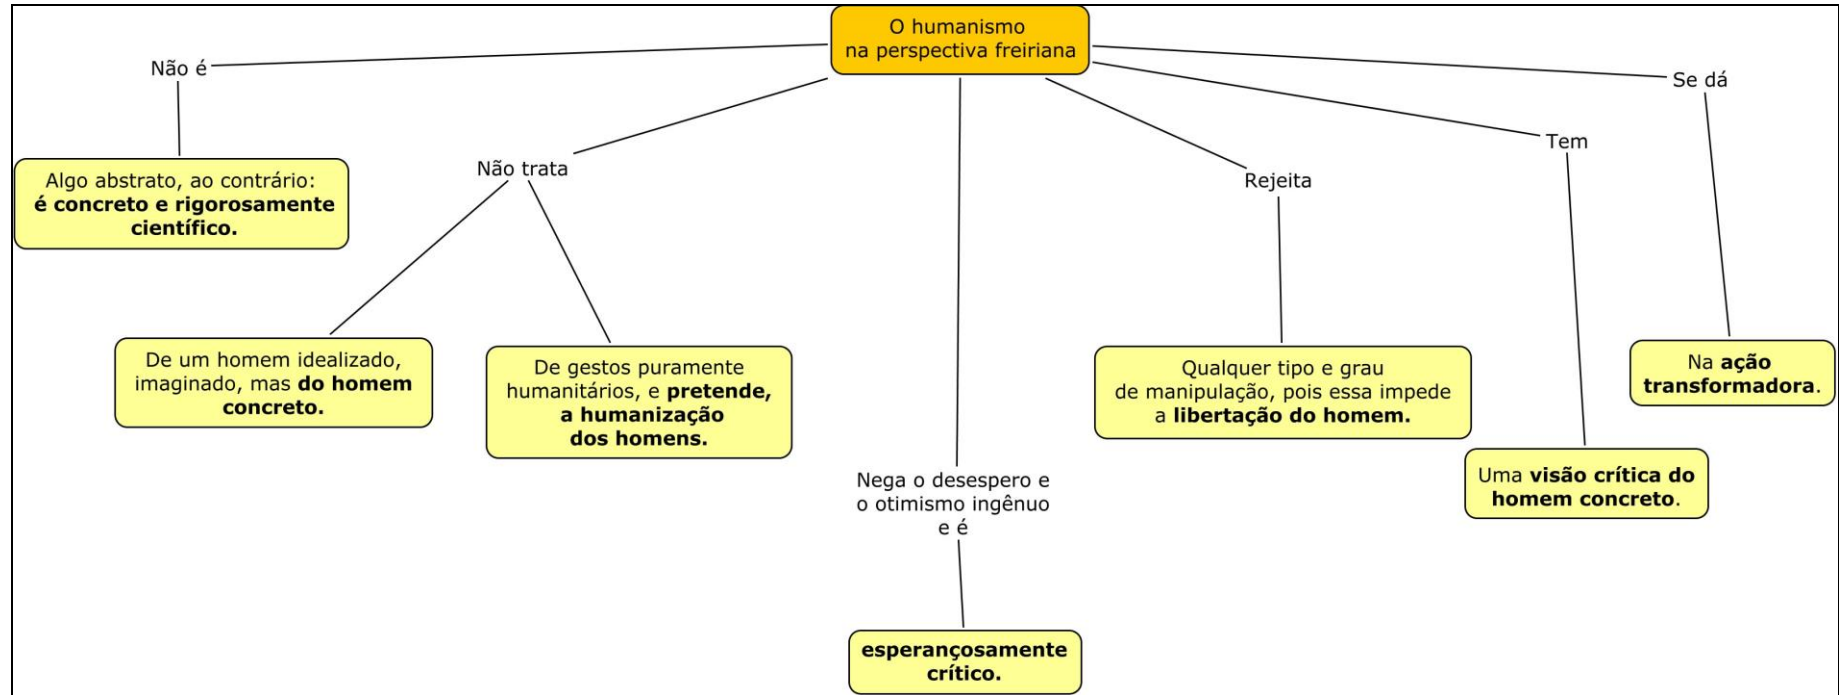 O humanismo
na perspectiva freiriana
Não é
Algo abstrato, ao contrário:
é concreto e rigorosamente
científico.
Não trata
De um homem idealizado,
imaginado, mas do homem
concreto.
De gestos puramente
humanitários, e pretende,
a humanização
dos homens.
Nega o desespero e
o otimismo ingênuo
e é
esperançosamente
crítico.
Rejeita
Qualquer tipo e grau
de manipulação, pois essa impede
a libertação do homem.
Tem
Uma visão crítica do
homem concreto.
Se dá
Na ação
transformadora.